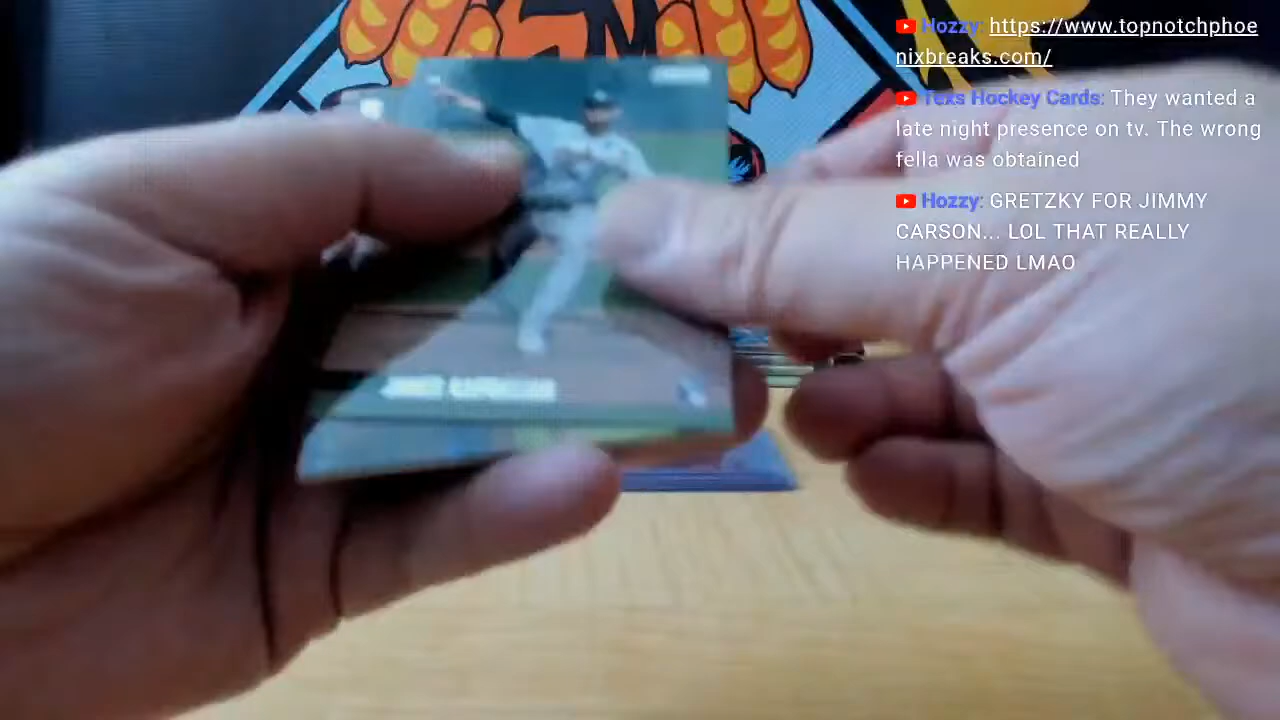 Hozzy: https://www.topnotchphoe
nixbreaks.com/
Texs Hockey Cards: They wanted a
late night presence on tv. The wrong
fella was obtained
Hozzy: GRETZKY FOR JIMMY
CARSON... LOL THAT REALLY
HAPPENED LMAO